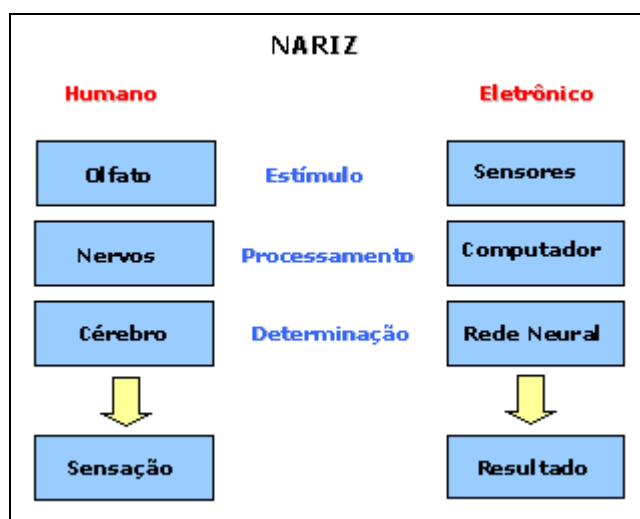 NARIZ
Humano Eletrônico
Olfato Estímulo Sensores
Nervos Processamento Computador
Cérebro Determinação Rede Neural
Sensação Resultado